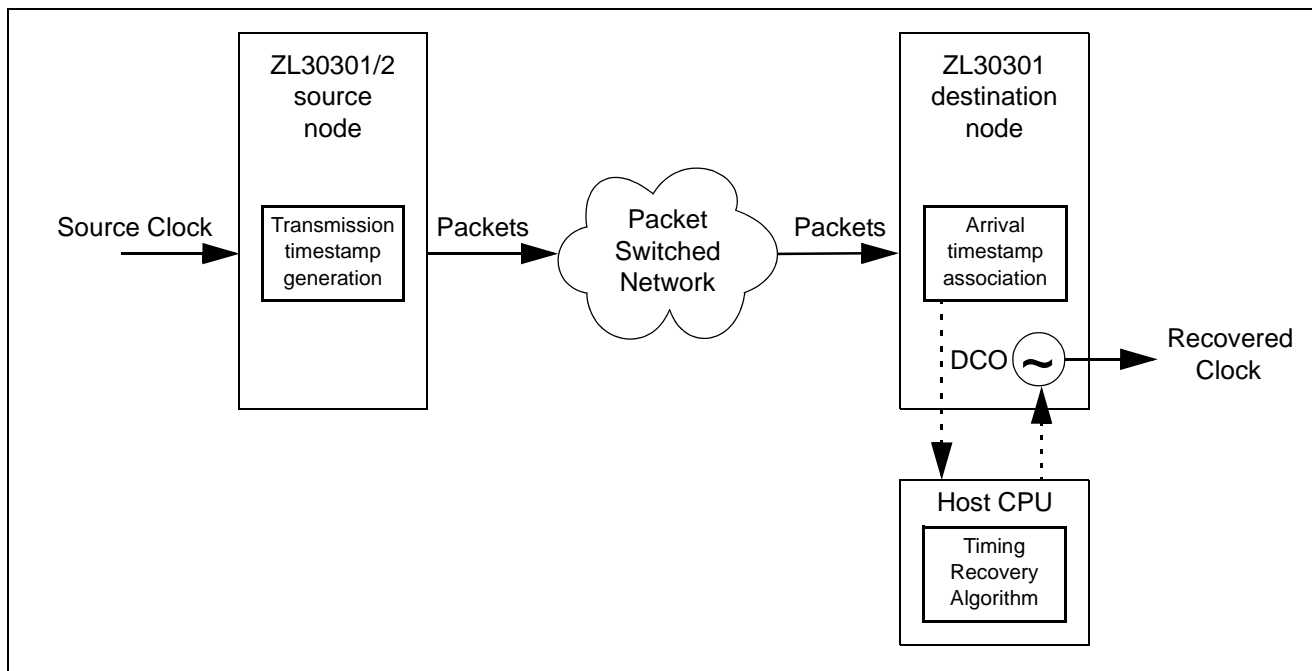 ZL30301/2
source
node
Source Clock
Transmission
timestamp
generation
Packets
Packet
Switched
Network
Packets
ZL30301
destination
node
Arrival
timestamp
association
DCO
~
Recovered
Clock
Host CPU
Timing
Recovery
Algorithm